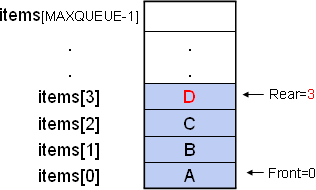 items[MAXQUEUE-1]
. .
. .
items[3] D Rear=3
items[2] C
items[1] B
items[0] A Front=0